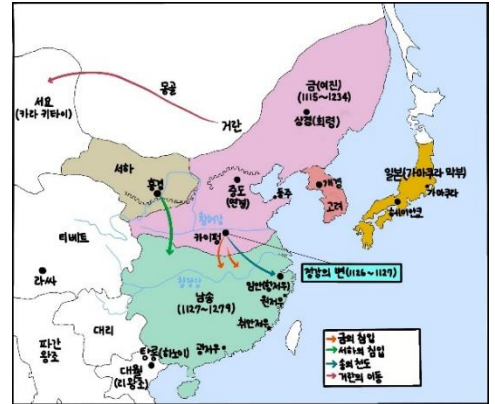 몽골
서요
(카라 키타이)
거란
금(여진)
(1115~1234)
상경(회령)
서하
흥경
중도
(연경)
동주
개경
고려
일본(가마쿠라 막부)
가마쿠라
헤이안쿄
황허강
카이펑
티베트
라싸
정강의 변(1126~1127)
창장강
임안(항저우)
남송
(1127~1279)
취안저우
광저우
대리
파간
왕조
탕롱(하노이)
대월
(리 왕조)
금의 침입
서하의 침입
송의 천도
거란의 이동